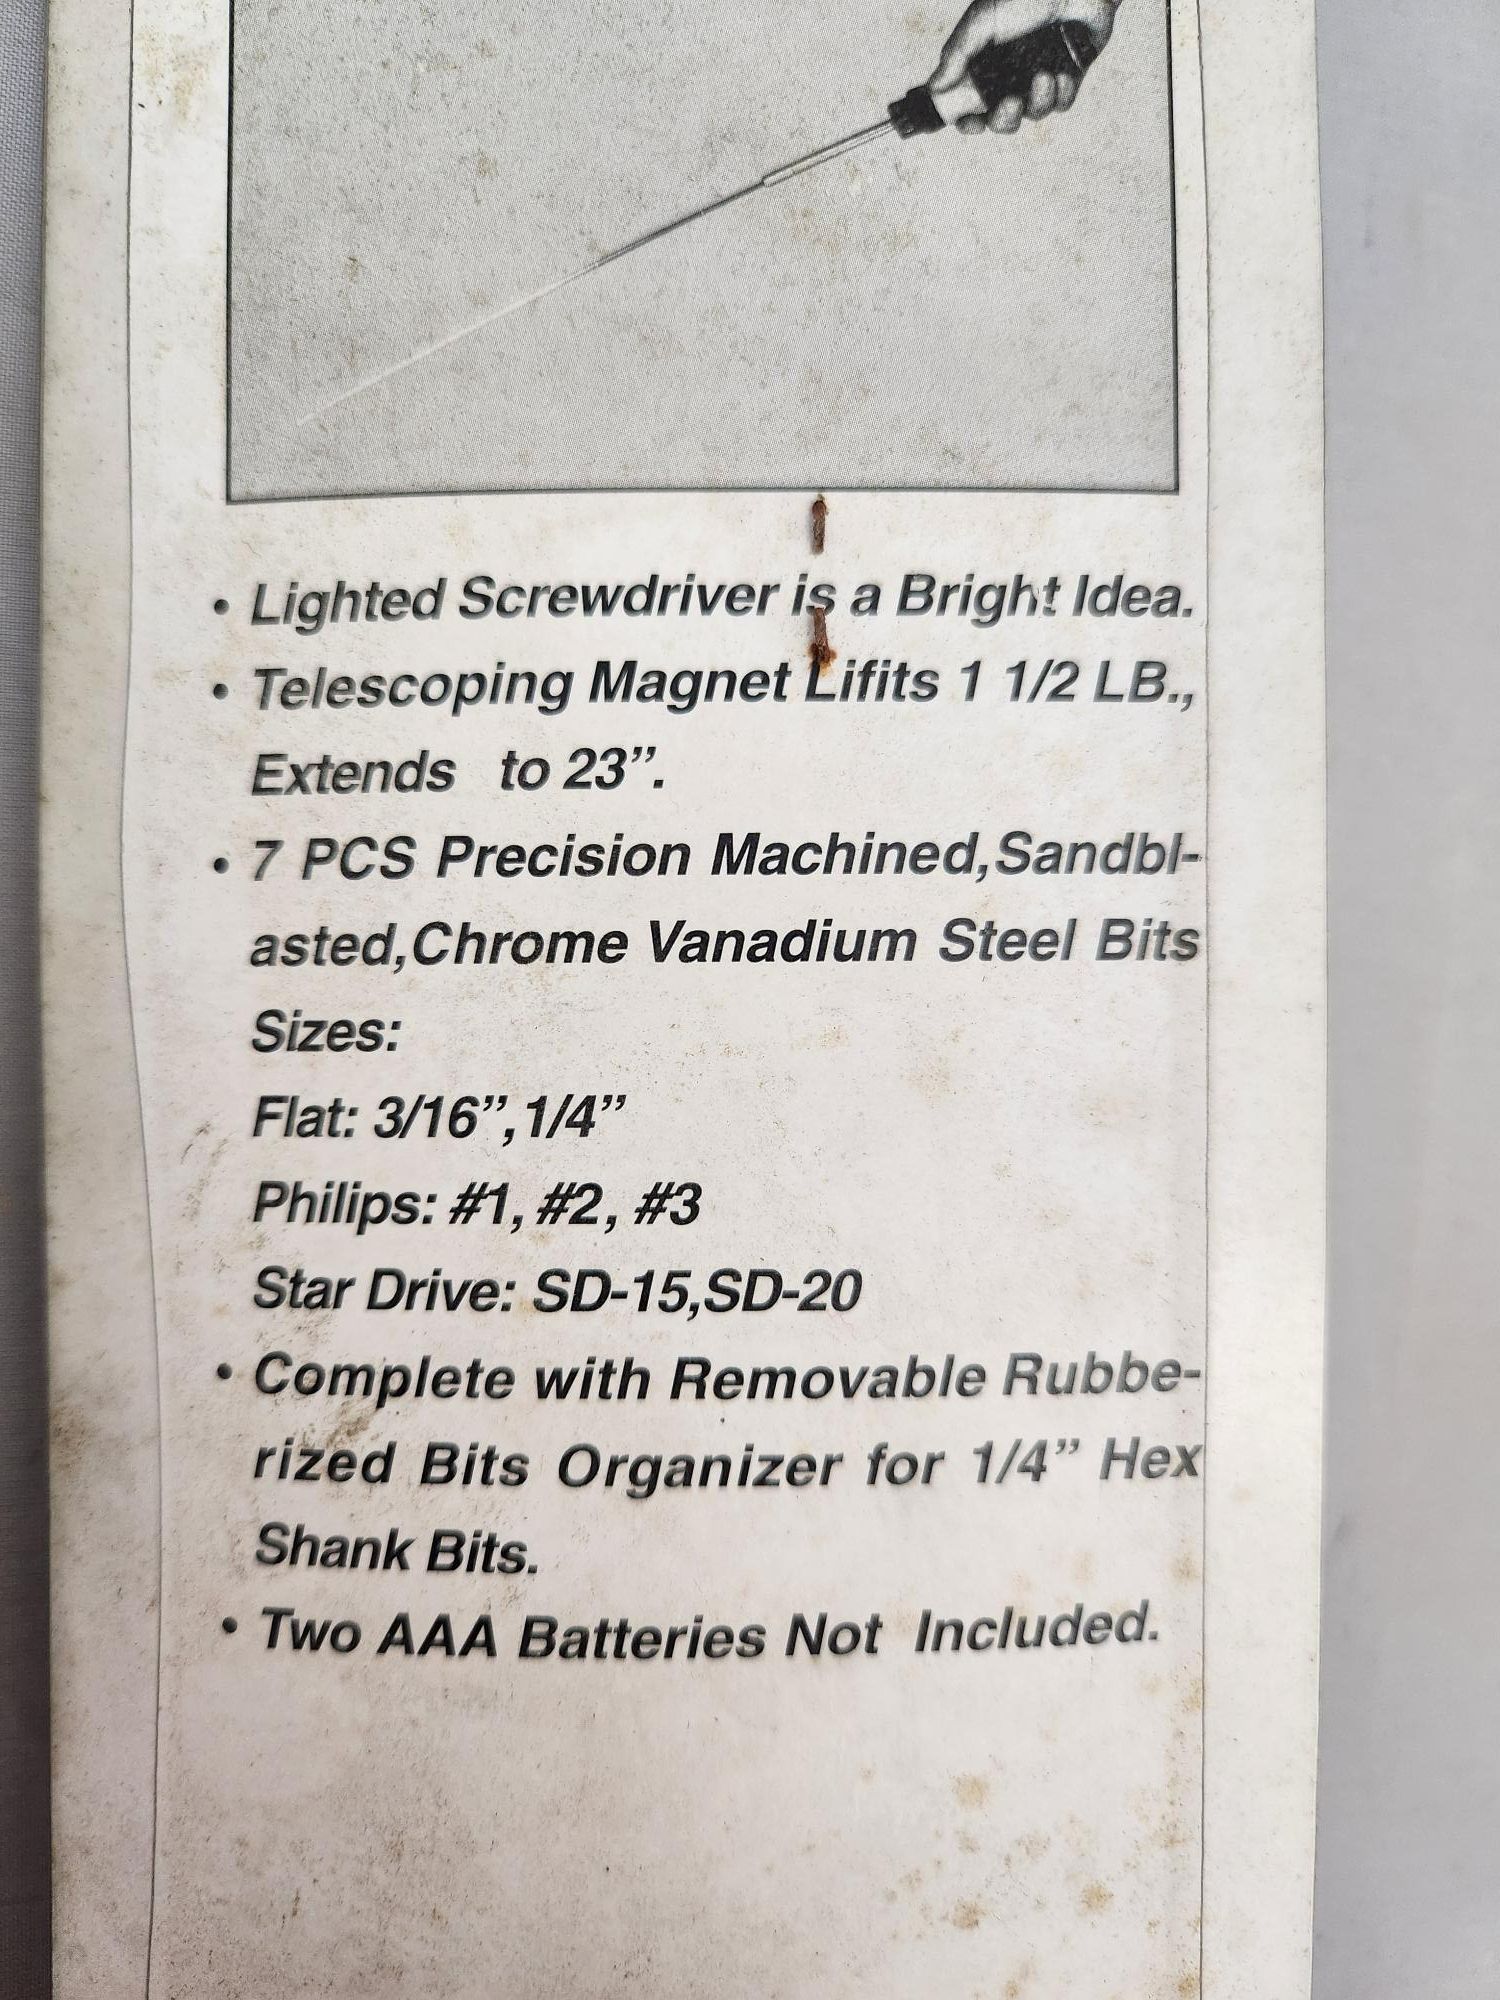 • Lighted Screwdriver is a Bright Idea.
• Telescoping Magnet Lifits 1 1/2 LB.,
Extends to 23”.
• 7 PCS Precision Machined,Sandbl-
asted,Chrome Vanadium Steel Bits
Sizes:
Flat: 3/16”,1/4”
Philips: #1, #2, #3
Star Drive: SD-15,SD-20
• Complete with Removable Rubbe-
rized Bits Organizer for 1/4” Hex
Shank Bits.
• Two AAA Batteries Not Included.